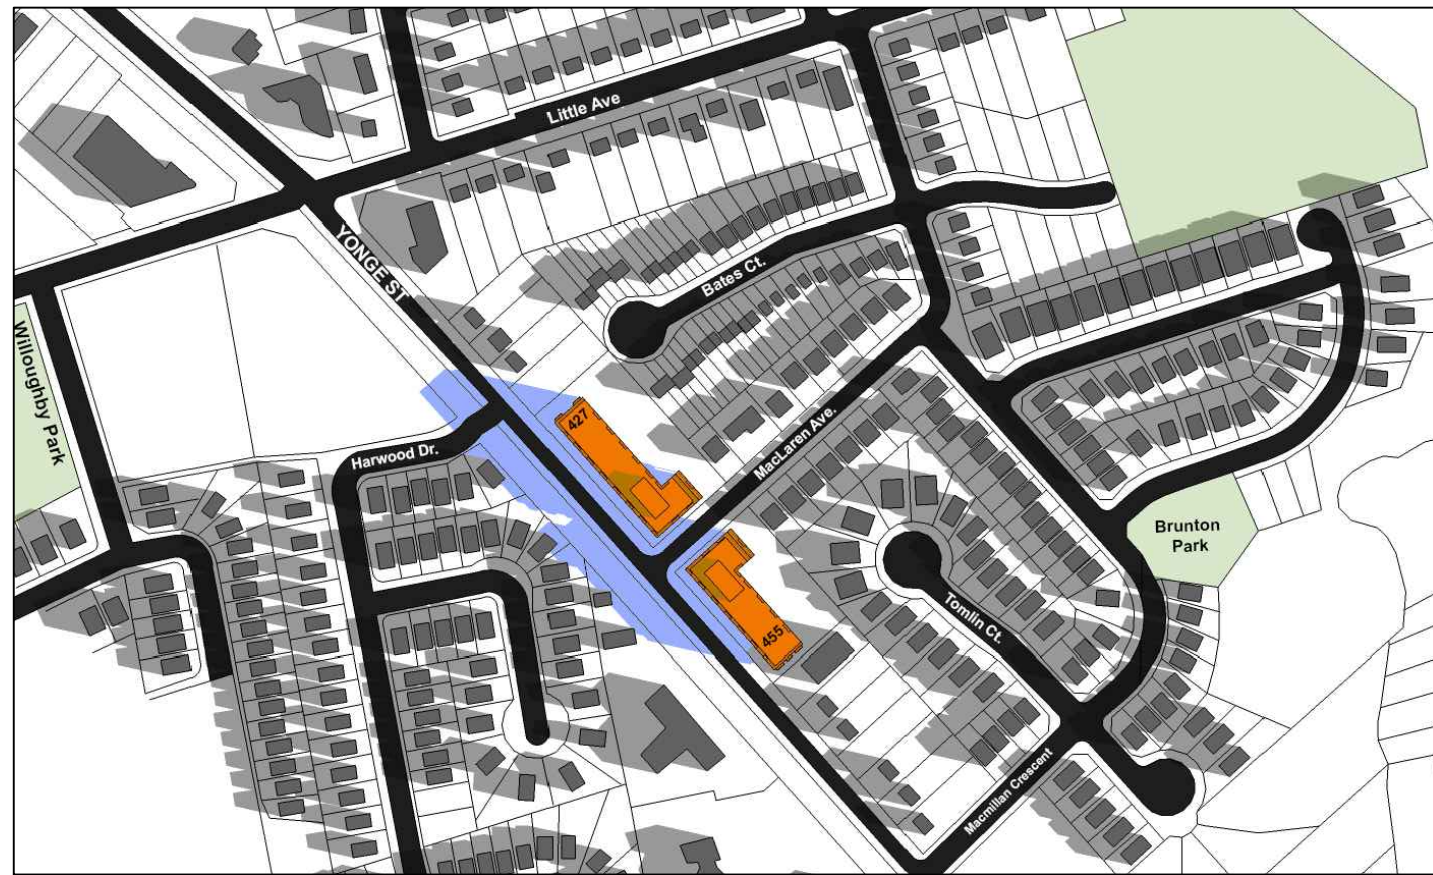 Little Ave
YONGE ST
Bates Ct.
Willoughby Park
427
MacLaren Ave.
Harwood Dr.
Brunton
Park
455
Tomlin Ct.
Macmillan Crescent